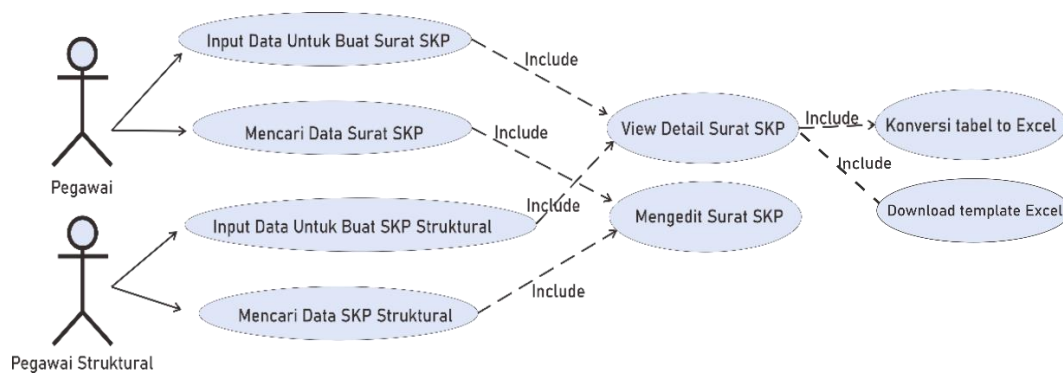 Input Data Untuk Buat Surat SKP
Include
Mencari Data Surat SKP
Include
View Detail Surat SKP
Include
Konversi tabel to Excel
Pegawai
Include
Input Data Untuk Buat SKP Struktural
Include
Mengedit Surat SKP
Download template Excel
Mencari Data SKP Struktural
Include
Pegawai Struktural